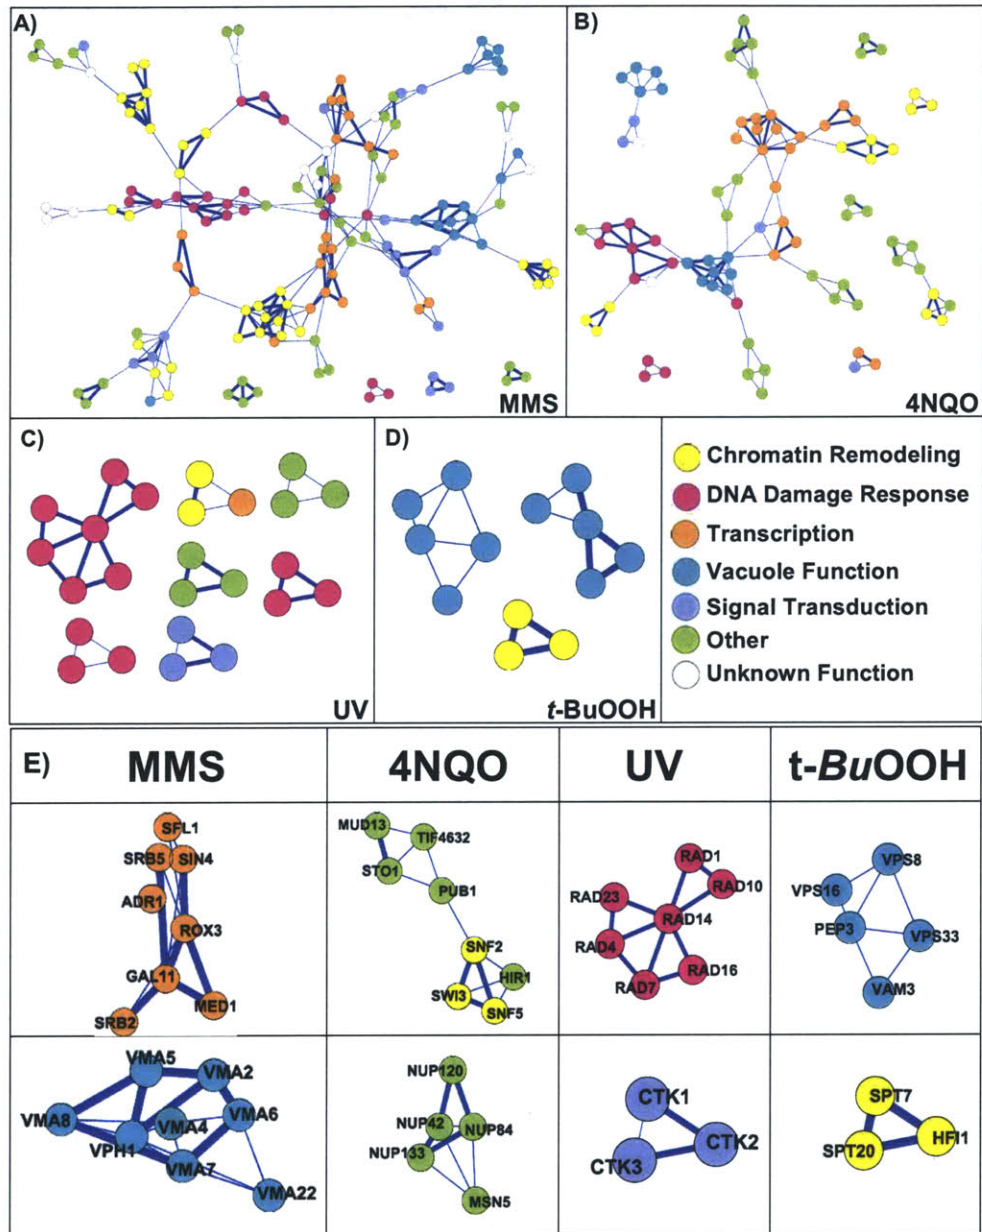 A)
MMS
B)
4NQO
C)
UV
D)
t-BuOOH
Chromatin Remodeling
DNA Damage Response
Transcription
Vacuole Function
Signal Transduction
Other
Unknown Function
E)
MMS
4NQO
UV
t-BuOOH
SFL1
SRB5
SIN4
ADR1
ROX3
GAL11
MED1
SRB2
MUD13
TIF4632
STO1
PUB1
SNF2
HIR1
SWI3
SNF5
RAD1
RAD10
RAD23
RAD14
RAD4
RAD16
RAD7
VPS8
VPS16
PEP3
VPS33
VAM3
VMA5
VMA2
VMA8
VMA6
VMA4
VPH1
VMA7
VMA22
NUP120
NUP42
NUP84
NUP133
MSN5
CTK1
CTK2
CTK3
SPT7
HFI1
SPT20